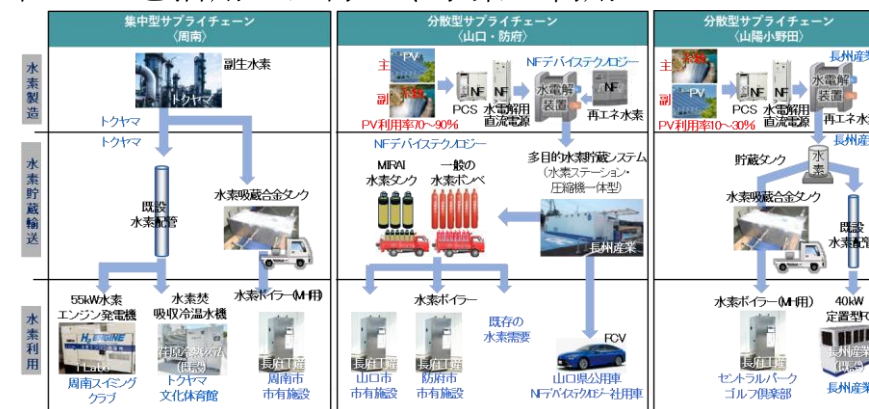 集中型サプライチェーン
〈周南〉
水素製造
副生水素
トクヤマ
トクヤマ
水素貯蔵輸送
トクヤマ
既設
水素配管
水素吸蔵合金タンク
水素利用
55kW水素
エンジン発電機
周南スイミング
クラブ
水素焚
吸収冷温水機
(既設)
トクヤマ
文化体育館
水素ボイラー(MH用)
長府工産
周南市
市有施設
分散型サプライチェーン
〈山口・防府〉
主
PV
副
系統
PV利用率70～90%
NF
PCS
NF
水電解用
直流電源
NFデバイステクノロジー
水電解
装置
NF
再エネ水素
NFデバイステクノロジー
MIRAI
水素タンク
一般の
水素ボンベ
多目的水素貯蔵システム
(水素ステーション・
圧縮機一体型)
長州産業
水素ボイラー
長府工産
山口市
市有施設
長府工産
防府市
市有施設
既存の
水素需要
FCV
山口県公用車
NFデバイステクノロジー社用車
分散型サプライチェーン
〈山陽小野田〉
主
系統
副
PV
PV利用率10～30%
NF
PCS
NF
水電解用
直流電源
長州産業
水電解
装置
再エネ水素
長州産業
貯蔵タンク
水素
水素吸蔵合金タンク
既設
水素配管
水素ボイラー(MH用)
長府工産
セントラルパーク
ゴルフ倶楽部
40kW
定置型FC
長州産業
(既設)
長州産業